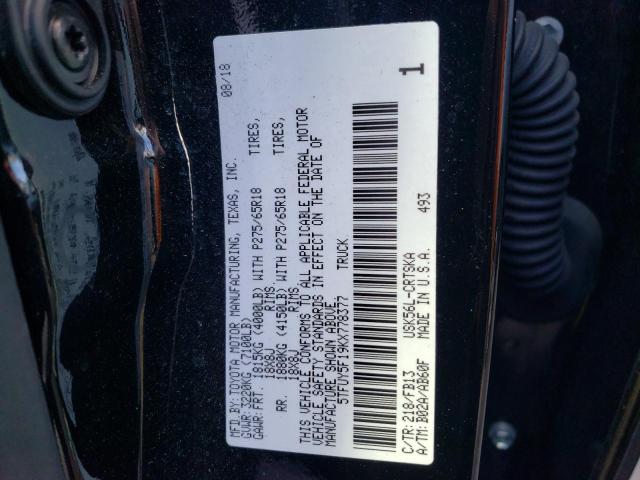 MFD.BY:TOYOTA MOTOR MANUFACTURING, TEXAS, INC. 08/18
GVWR:3220KG (7100LB)
GAWR:FRT. 1815KG (4000LB) WITH P275/65R18 TIRES,
18X8J RIMS,
RR. 1880KG (4150LB) WITH P275/65R18 TIRES,
18X8J RIMS,
THIS VEHICLE CONFORMS TO ALL APPLICABLE FEDERAL MOTOR
VEHICLE SAFETY STANDARDS IN EFFECT ON THE DATE OF
MANUFACTURE SHOWN ABOVE.
5TFUY5F19KX778377 TRUCK
C/TR:218/FB13 USK56L-CRTSKA 493
A/TM:B02A/AB60F MADE IN U.S.A.
1